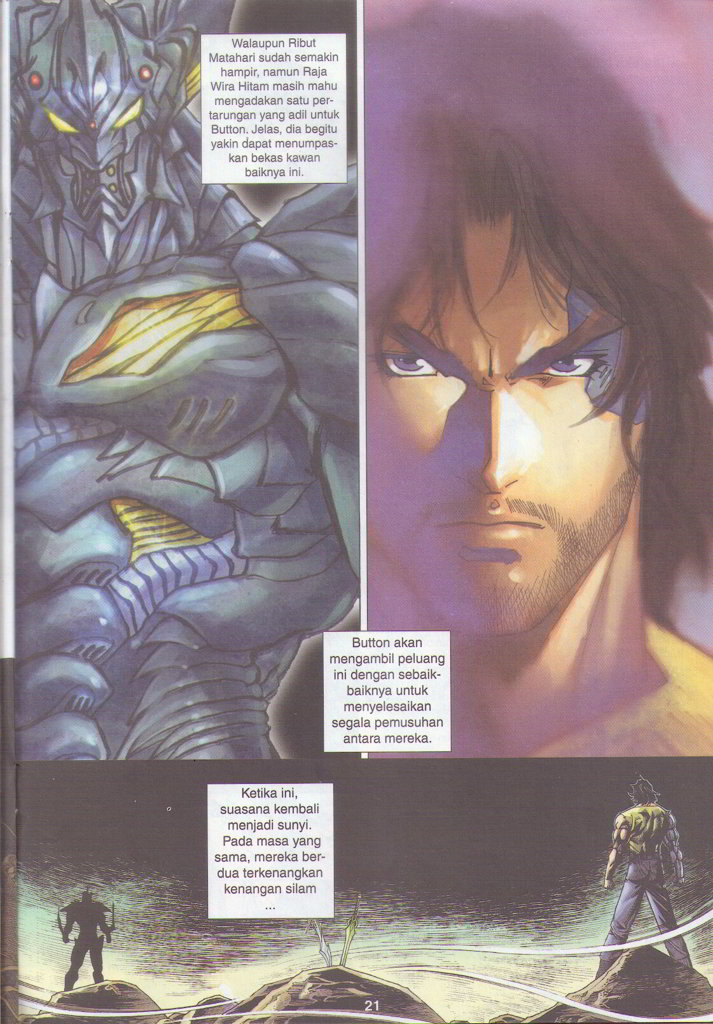 Walaupun Ribut
Matahari sudah semakin
hampir, namun Raja
Wira Hitam masih mahu
mengadakan satu per-
tarungan yang adil untuk
Button. Jelas, dia begitu
yakin dapat menumpas-
kan bekas kawan
baiknya ini.
Button akan
mengambil peluang
ini dengan sebaik-
baiknya untuk
menyelesaikan
segala pemusuhan
antara mereka.
Ketika ini,
suasana kembali
menjadi sunyi.
Pada masa yang
sama, mereka ber-
dua terkenangkan
kenangan silam
...
21